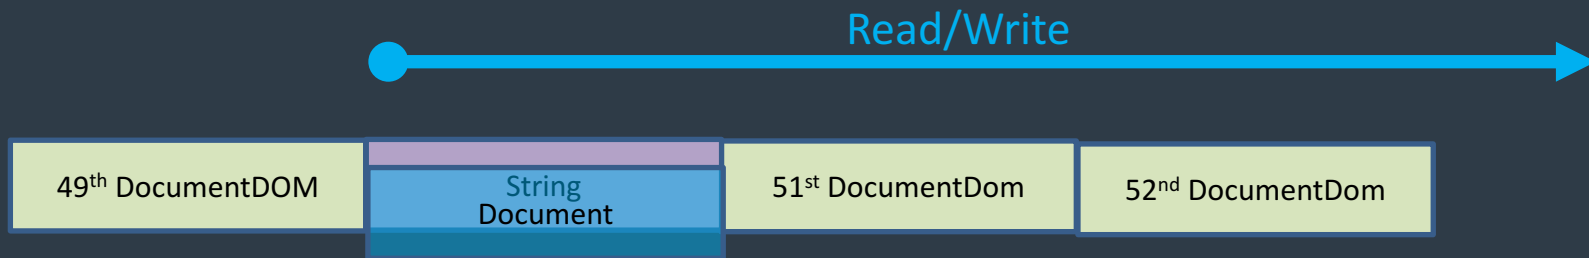 Read/Write
49th DocumentDOM
String
Document
51st DocumentDom
52nd DocumentDom